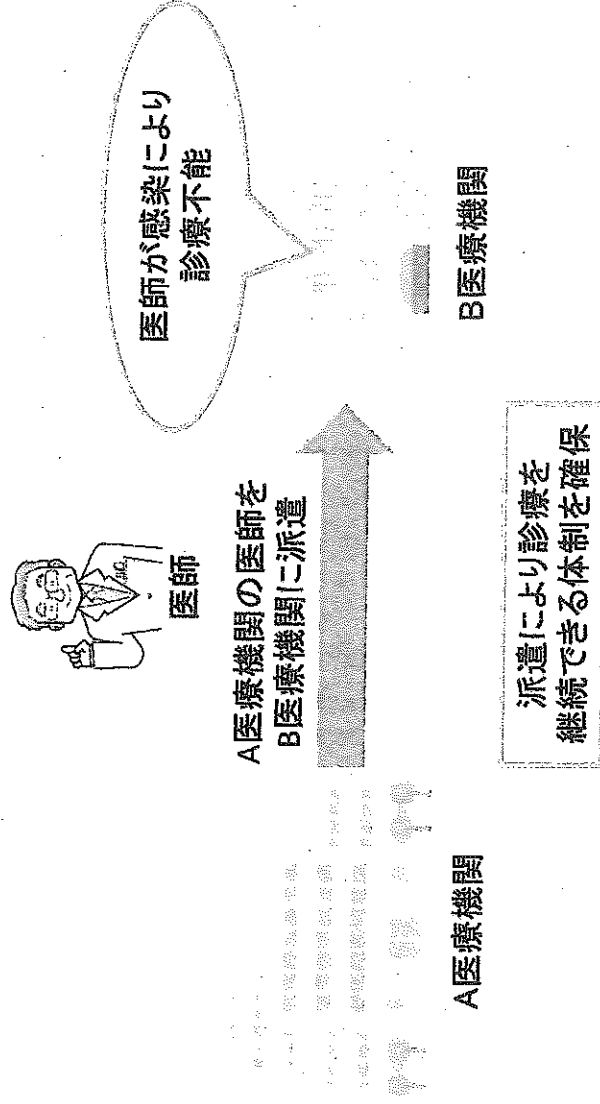 医師が感染により
診療不能
医師
A医療機関の医師を
B医療機関に派遣
A医療機関
B医療機関
派遣により診療を
継続できる体制を確保